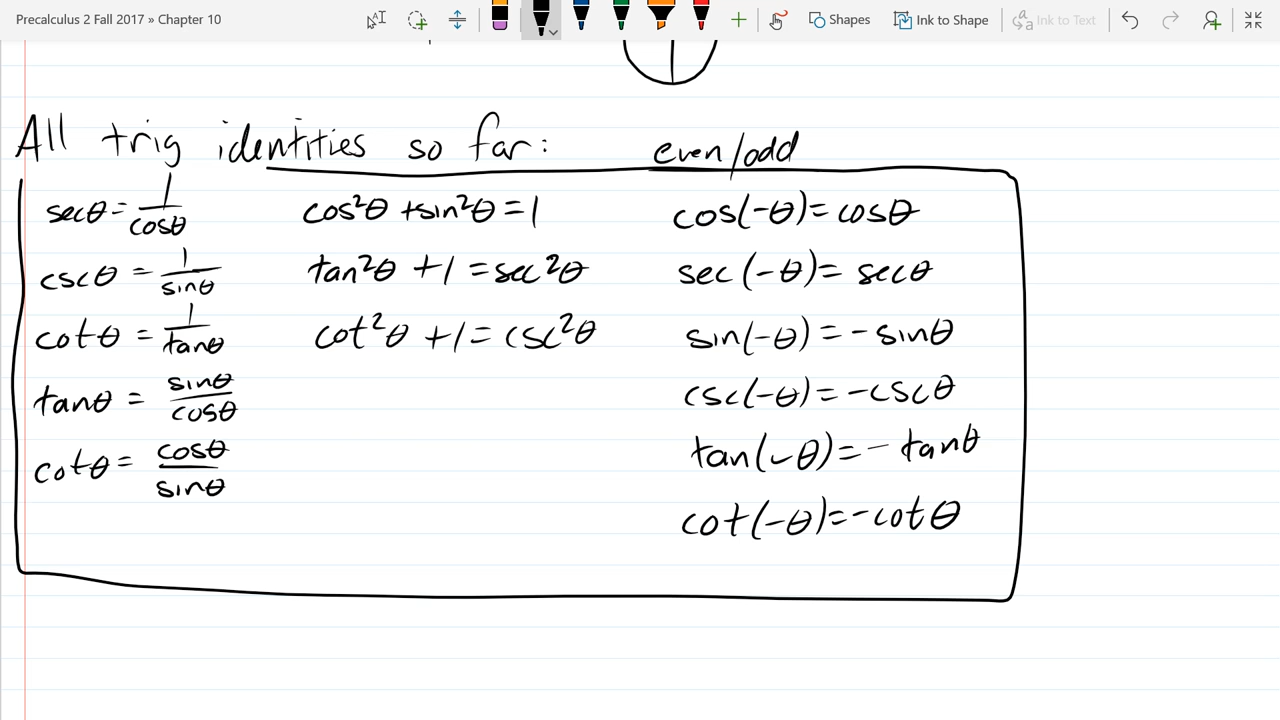 Precalculus 2 Fall 2017 » Chapter 10
Shapes
Ink to Shape
Ink to Text
All trig identities so far:
even/odd
secθ = 1/cosθ
cscθ = 1/sinθ
cotθ = 1/tanθ
tanθ = sinθ/cosθ
cotθ = cosθ/sinθ
cos²θ + sin²θ = 1
tan²θ + 1 = sec²θ
cot²θ + 1 = csc²θ
cos(-θ) = cosθ
sec(-θ) = secθ
sin(-θ) = -sinθ
csc(-θ) = -cscθ
tan(-θ) = -tanθ
cot(-θ) = -cotθ